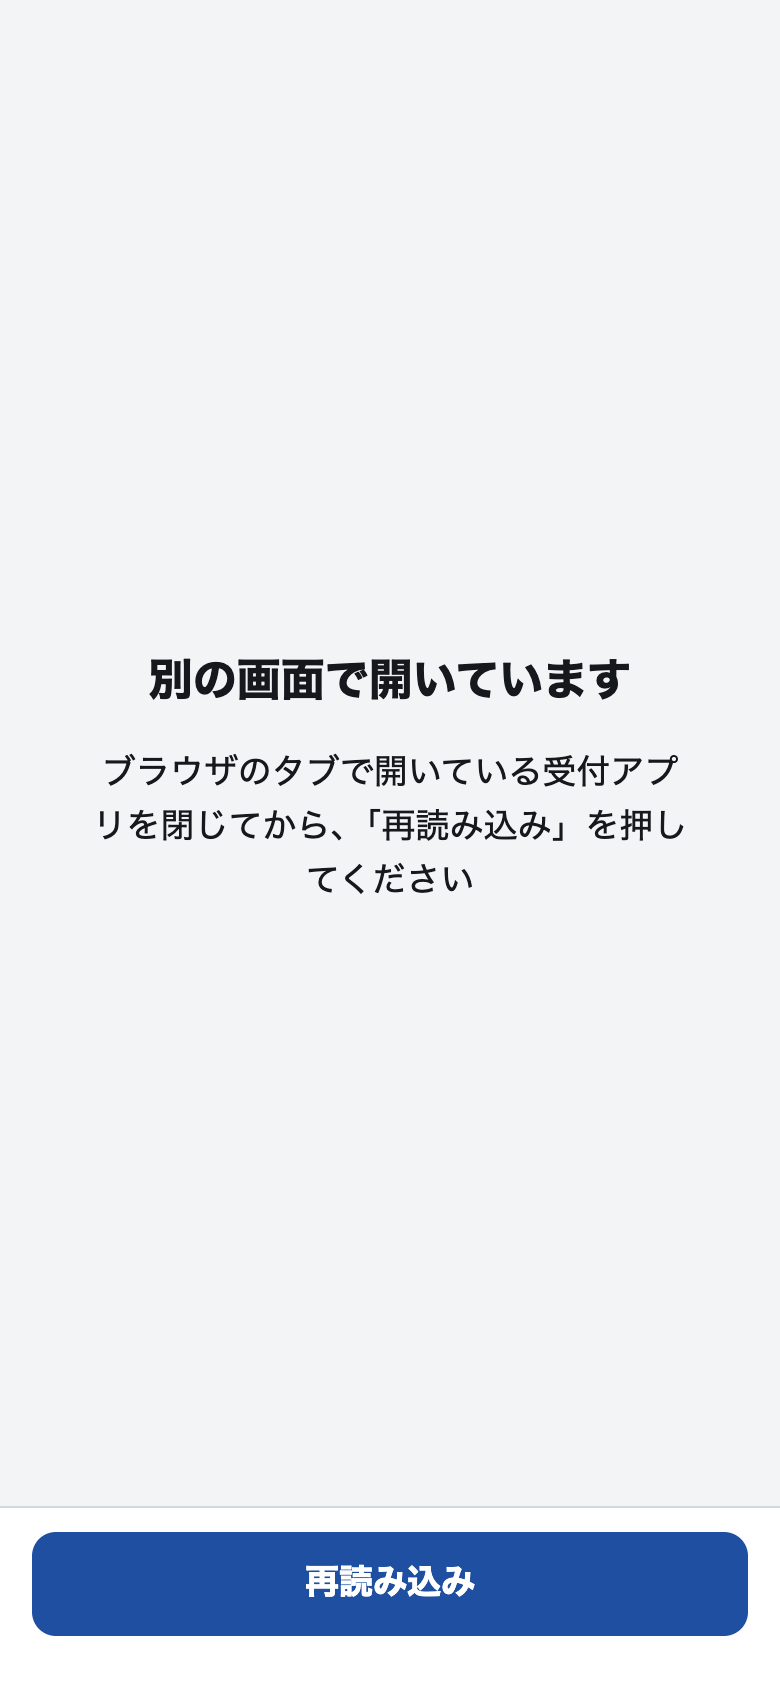 別の画面で開いています
ブラウザのタブで開いている受付アプ
リを閉じてから、「再読み込み」を押し
てください
再読み込み